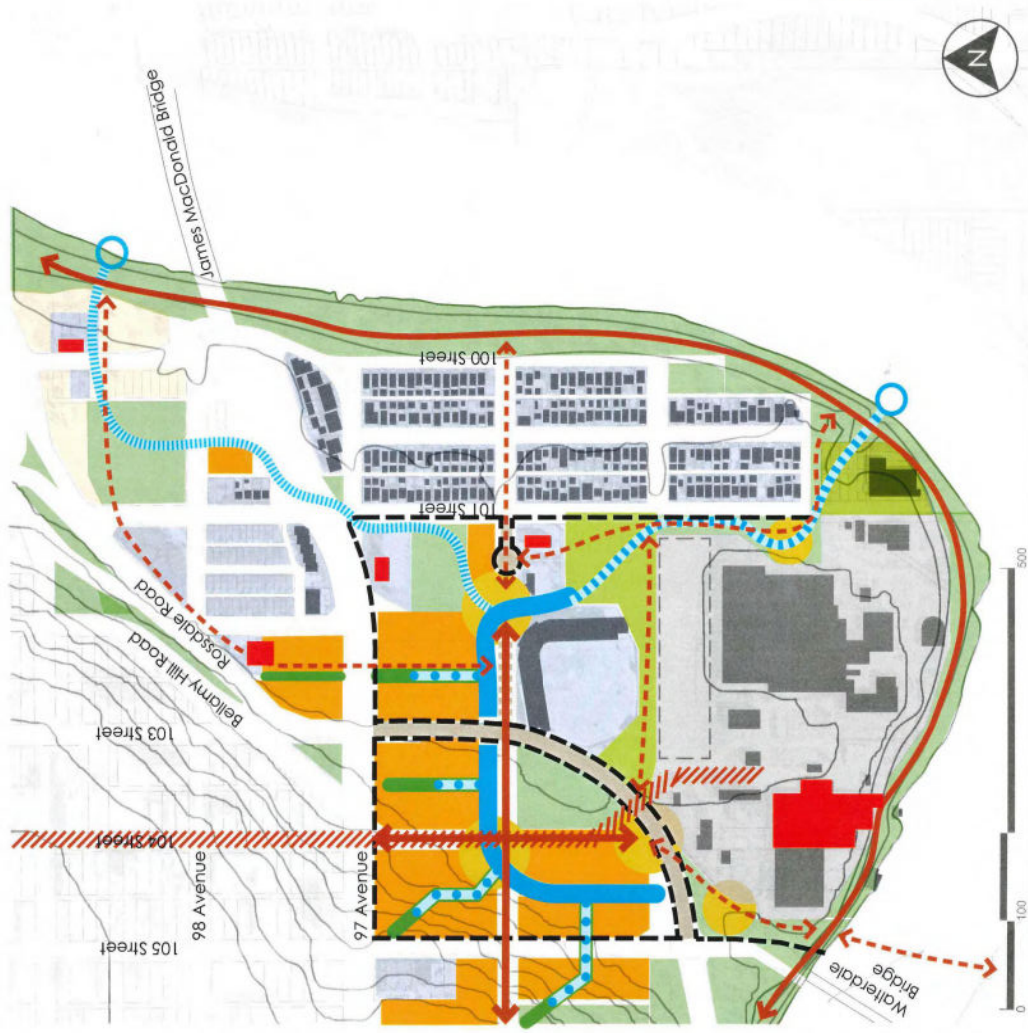 N
James MacDonald Bridge
100 Street
101 Street
Rossdale Road
Bellamy Hill Road
103 Street
104 Street
98 Avenue
97 Avenue
105 Street
Walterdale
Bridge
0
100
500